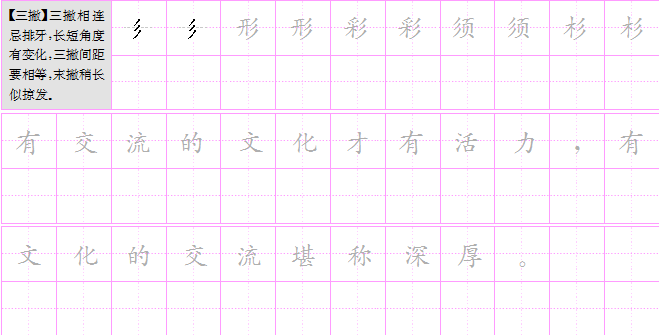 【三撇】三撇相连
忌排牙，长短角度
有变化，三撇间距
要相等，末撇稍长
似掠发。
彡彡形形彩彩须须杉杉
有交流的文化才有活力，有
文化的交流堪称深厚。